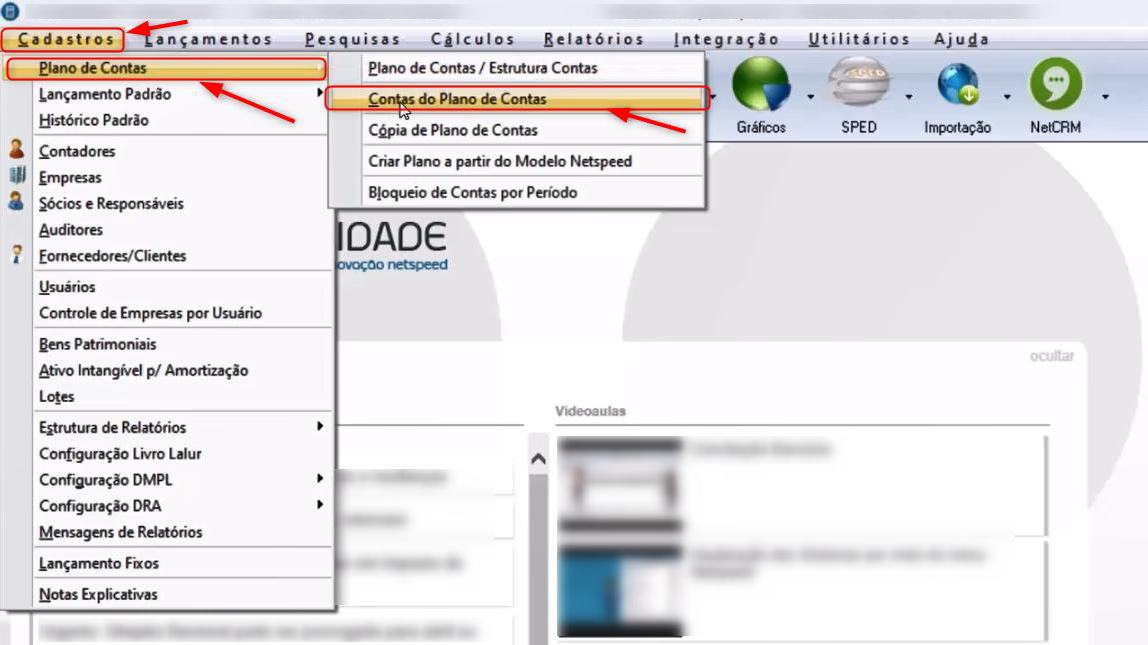 Cadastros Lançamentos Pesquisas Cálculos Relatórios Integração Utilitários Ajuda
Plano de Contas
Lançamento Padrão
Histórico Padrão
Contadores
Empresas
Sócios e Responsáveis
Auditores
Fornecedores/Clientes
Usuários
Controle de Empresas por Usuário
Bens Patrimoniais
Ativo Intangível p/ Amortização
Lotes
Estrutura de Relatórios
Configuração Livro Lalur
Configuração DMPL
Configuração DRA
Mensagens de Relatórios
Lançamento Fixos
Notas Explicativas
Plano de Contas / Estrutura Contas
Contas do Plano de Contas
Cópia de Plano de Contas
Criar Plano a partir do Modelo Netspeed
Bloqueio de Contas por Período
Gráficos SPED Importação NetCRM
IDADE
ovação netspeed
ocultar
Videoaulas